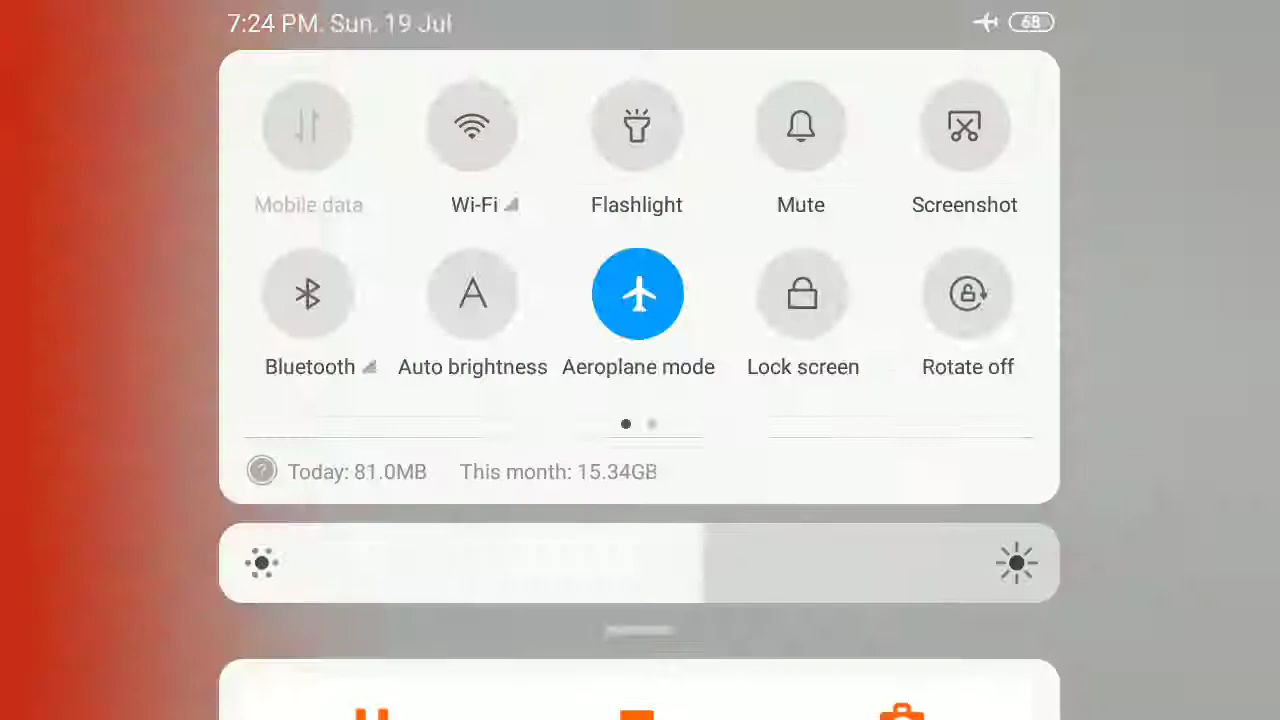 7:24 PM. Sun. 19 Jul 68
Mobile data Wi-Fi Flashlight Mute Screenshot
Bluetooth Auto brightness Aeroplane mode Lock screen Rotate off
Today: 81.0MB This month: 15.34GB